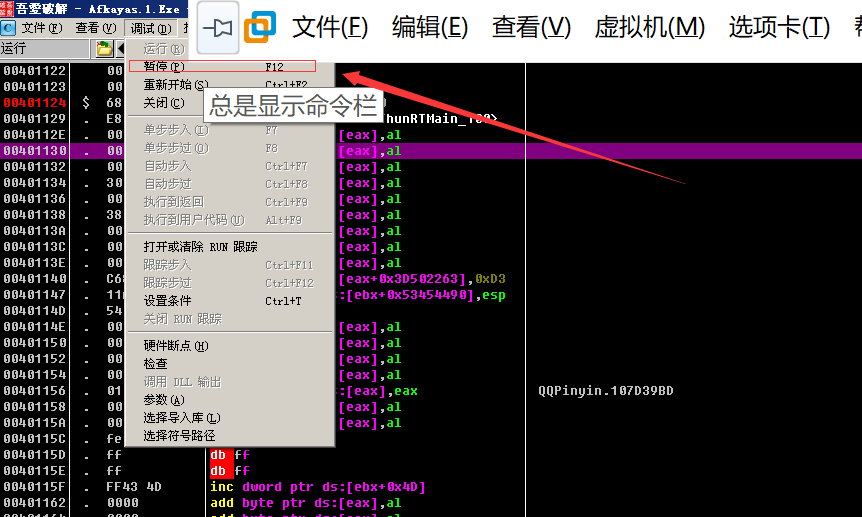 吾愛破解 - Afkayas.1.Exe -
文件(F) 编辑(E) 查看(V) 虚拟机(M) 选项卡(T)
文件(F) 查看(V) 调试(D)
运行
运行(R)
暂停(P) F12
重新开始(S) Ctrl+F2
关闭(C)
总是显示命令栏
单步步入(I) F7
单步步过(O) F8
自动步入 Ctrl+F7
自动步过 Ctrl+F8
执行到返回 Ctrl+F9
执行到用户代码(U) Alt+F9
打开或清除 RUN 跟踪
跟踪步入 Ctrl+F11
跟踪步过 Ctrl+F12
设置条件 Ctrl+T
关闭 RUN 跟踪
硬件断点(H)
检查
调用 DLL 输出
参数(A)
选择导入库(L)
选择符号路径
00401122 . 00
00401124 $ 68
00401129 . E8 hunRTMain_100>
0040112E . 00 [eax],al
00401130 . 00 [eax],al
00401132 . 00 [eax],al
00401134 . 30 [eax],al
00401136 . 00 [eax],al
00401138 . 38 [eax],al
0040113A . 00 [eax],al
0040113C . 00 [eax],al
0040113E . 00 [eax],al
00401140 . C6 [eax+0x3D502263],0xD3
00401147 . 11 :[ebx+0x53454490],esp
0040114D . 54
0040114E . 00 [eax],al
00401150 . 00 [eax],al
00401152 . 00 [eax],al
00401154 . 00 [eax],al
00401156 . 01 :[eax],eax QQPinyin.107D39BD
00401158 . 00 [eax],al
0040115A . 00 [eax],al
0040115C . fe
0040115D . ff db ff
0040115E . ff db ff
0040115F . FF43 4D inc dword ptr ds:[ebx+0x4D]
00401162 . 0000 add byte ptr ds:[eax],al